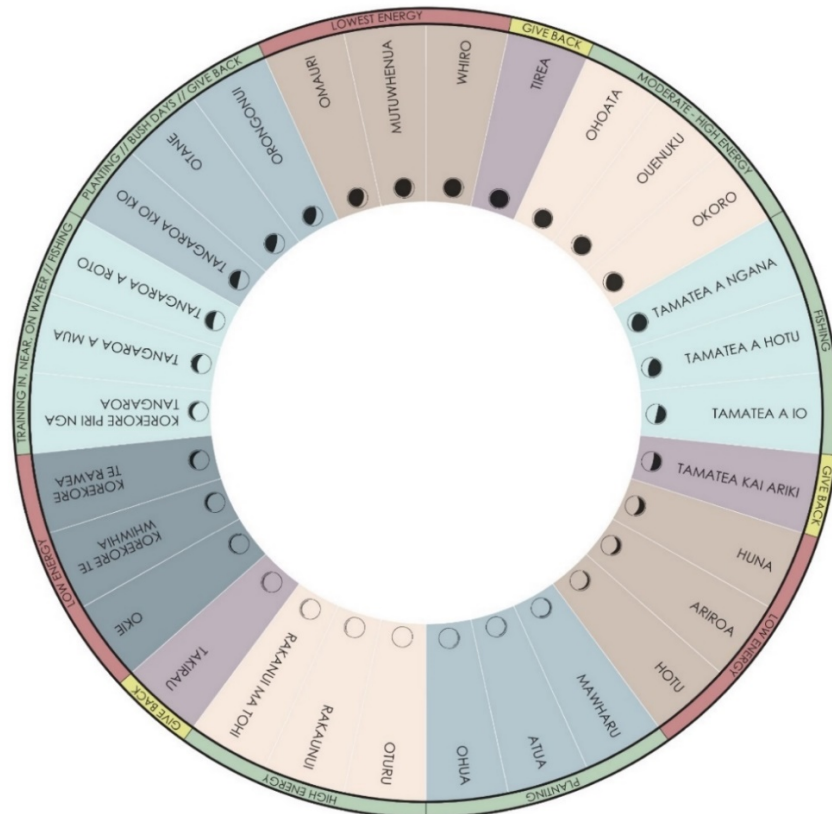 LOWEST ENERGY
GIVE BACK
MODERATE - HIGH ENERGY
FISHING
GIVE BACK
LOW ENERGY
PLANTING
HIGH ENERGY
GIVE BACK
LOW ENERGY
TRAINING IN, NEAR, ON WATER // FISHING
PLANTING // BUSH DAYS // GIVE BACK
OMAURI
MUTUWHENUA
WHIRO
TIREA
OHOATA
OUENUKU
OKORO
TAMATEA A NGANA
TAMATEA A HOTU
TAMATEA A IO
TAMATEA KAI ARIKI
HUNA
ARIROA
HOTU
MAWHARU
ATUA
OHUA
OTURU
RAKAUNUI
RAKANUI MA TOHI
TAKIRAU
OKIE
KOREKORE TE
WHIWHIA
KOREKORE
TE RAWEA
KOREKORE PIRI NGA
TANGAROA
TANGAROA A MUA
TANGAROA A ROTO
TANGAROA KIO KIO
OTANE
ORONGONUI